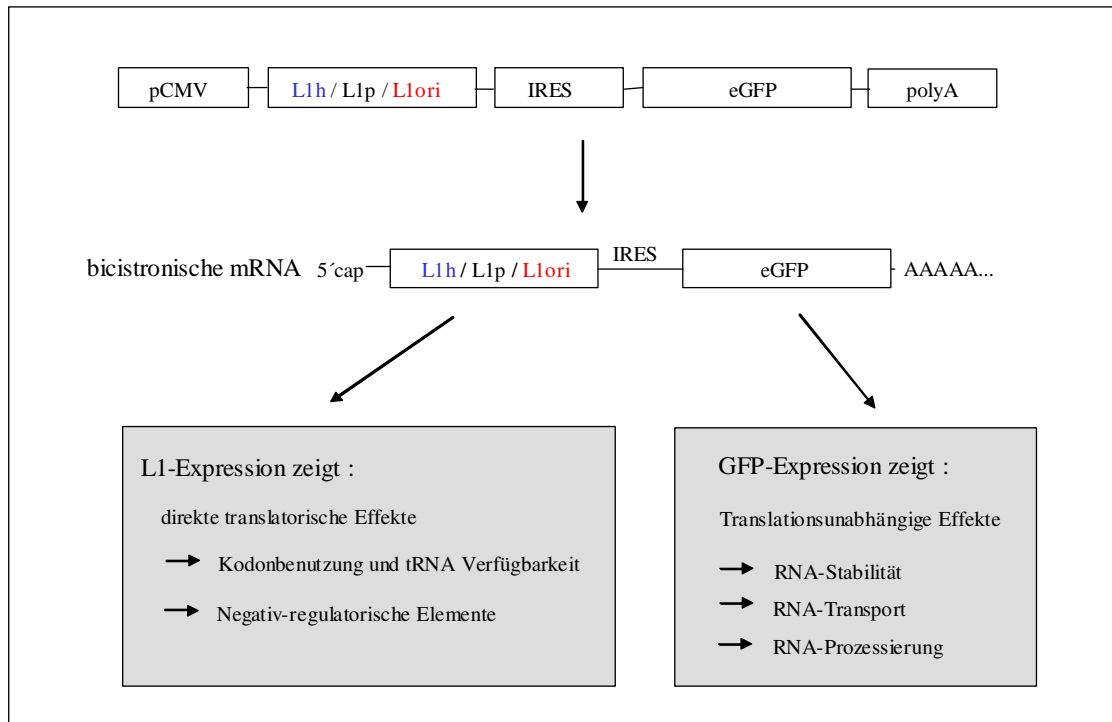 pCMV L1h / L1p / L1ori IRES eGFP polyA
IRES
bicistronische mRNA 5´cap L1h / L1p / L1ori eGFP AAAAA...
L1-Expression zeigt :
direkte translatorische Effekte
Kodonbenutzung und tRNA Verfügbarkeit
Negativ-regulatorische Elemente
GFP-Expression zeigt :
Translationsunabhängige Effekte
RNA-Stabilität
RNA-Transport
RNA-Prozessierung